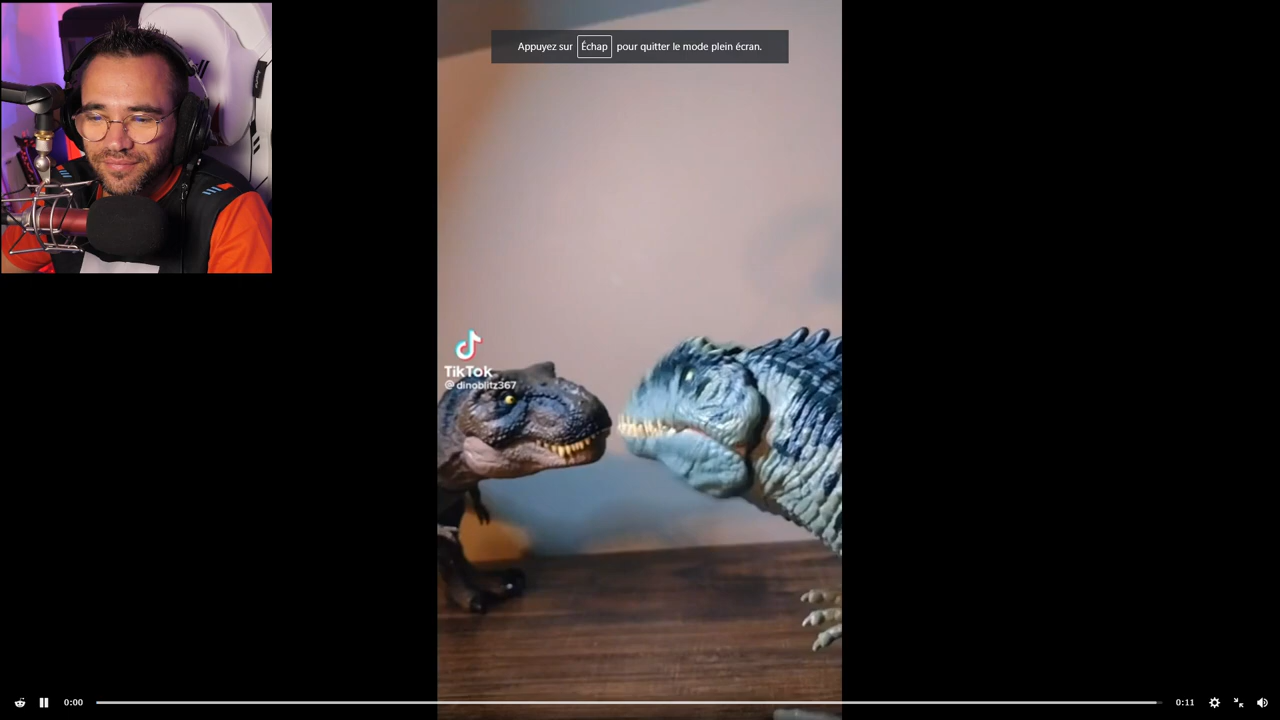 Appuyez sur Échap pour quitter le mode plein écran.
TikTok
@dinoblitz367
0:00
0:11